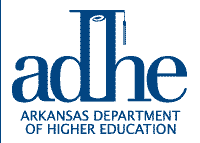 adhe
ARKANSAS DEPARTMENT
OF HIGHER EDUCATION